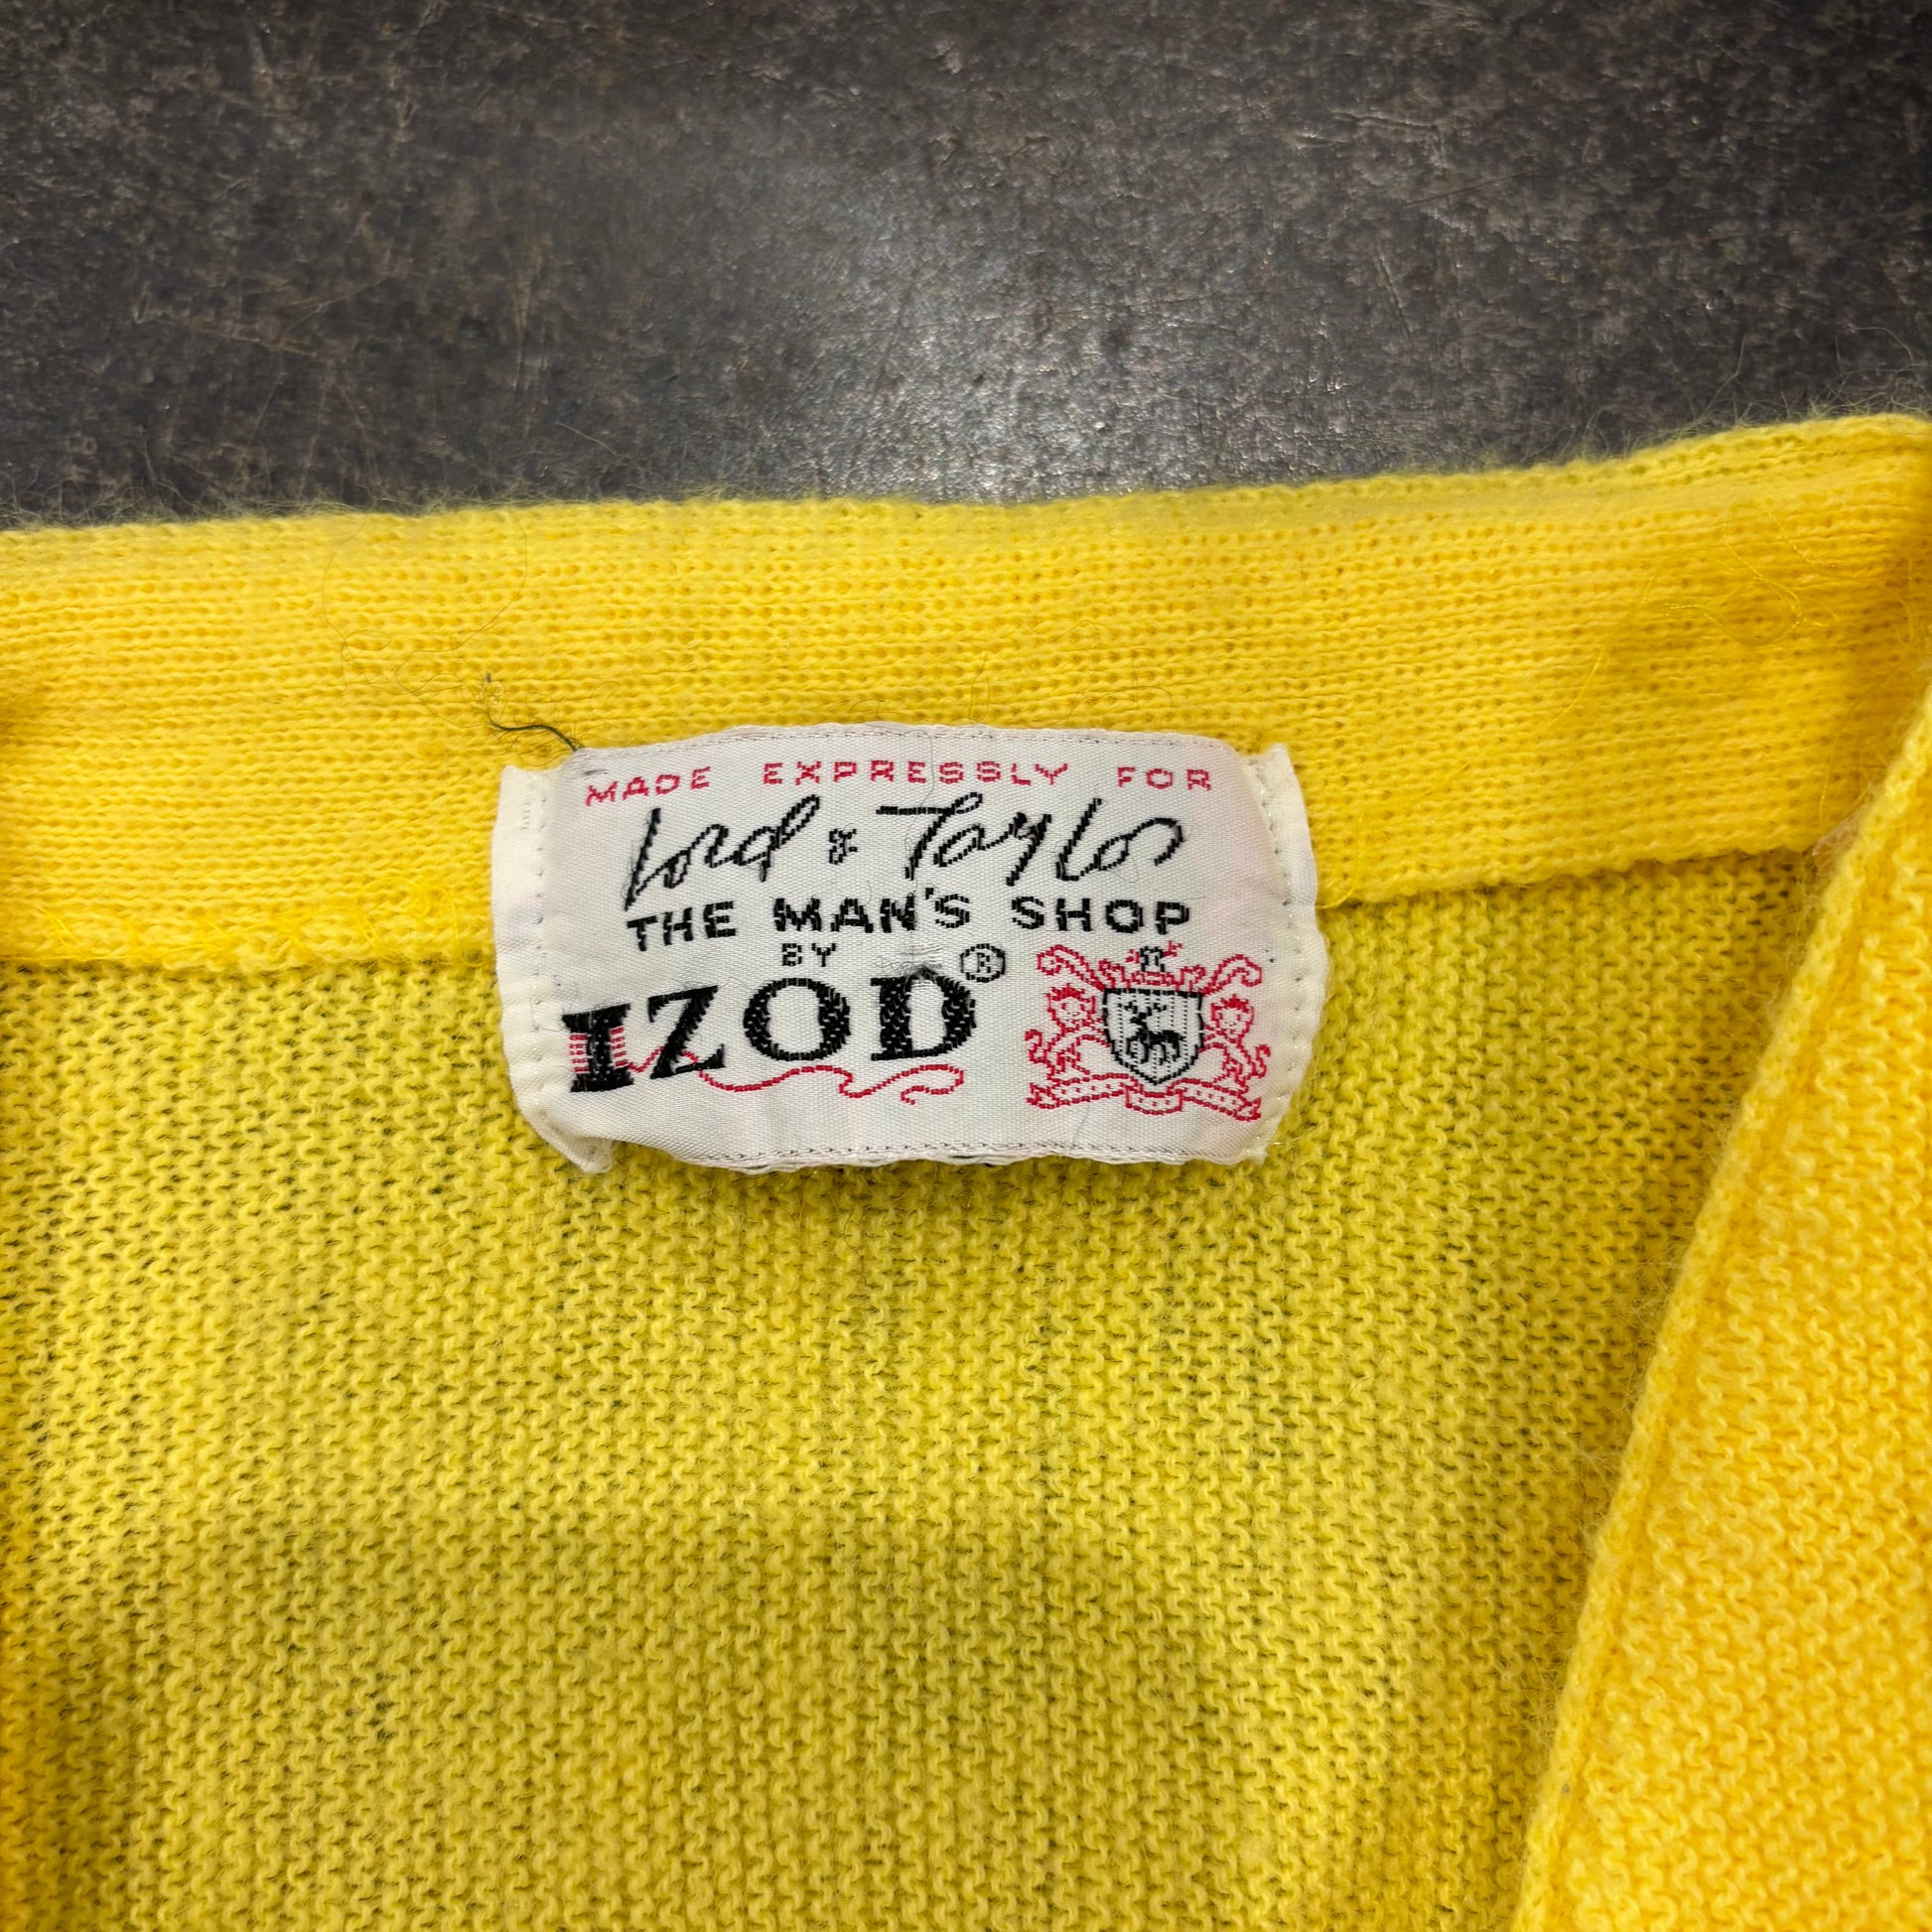 MADE EXPRESSLY FOR
Lord & Taylor
THE MAN'S SHOP
BY
IZOD®